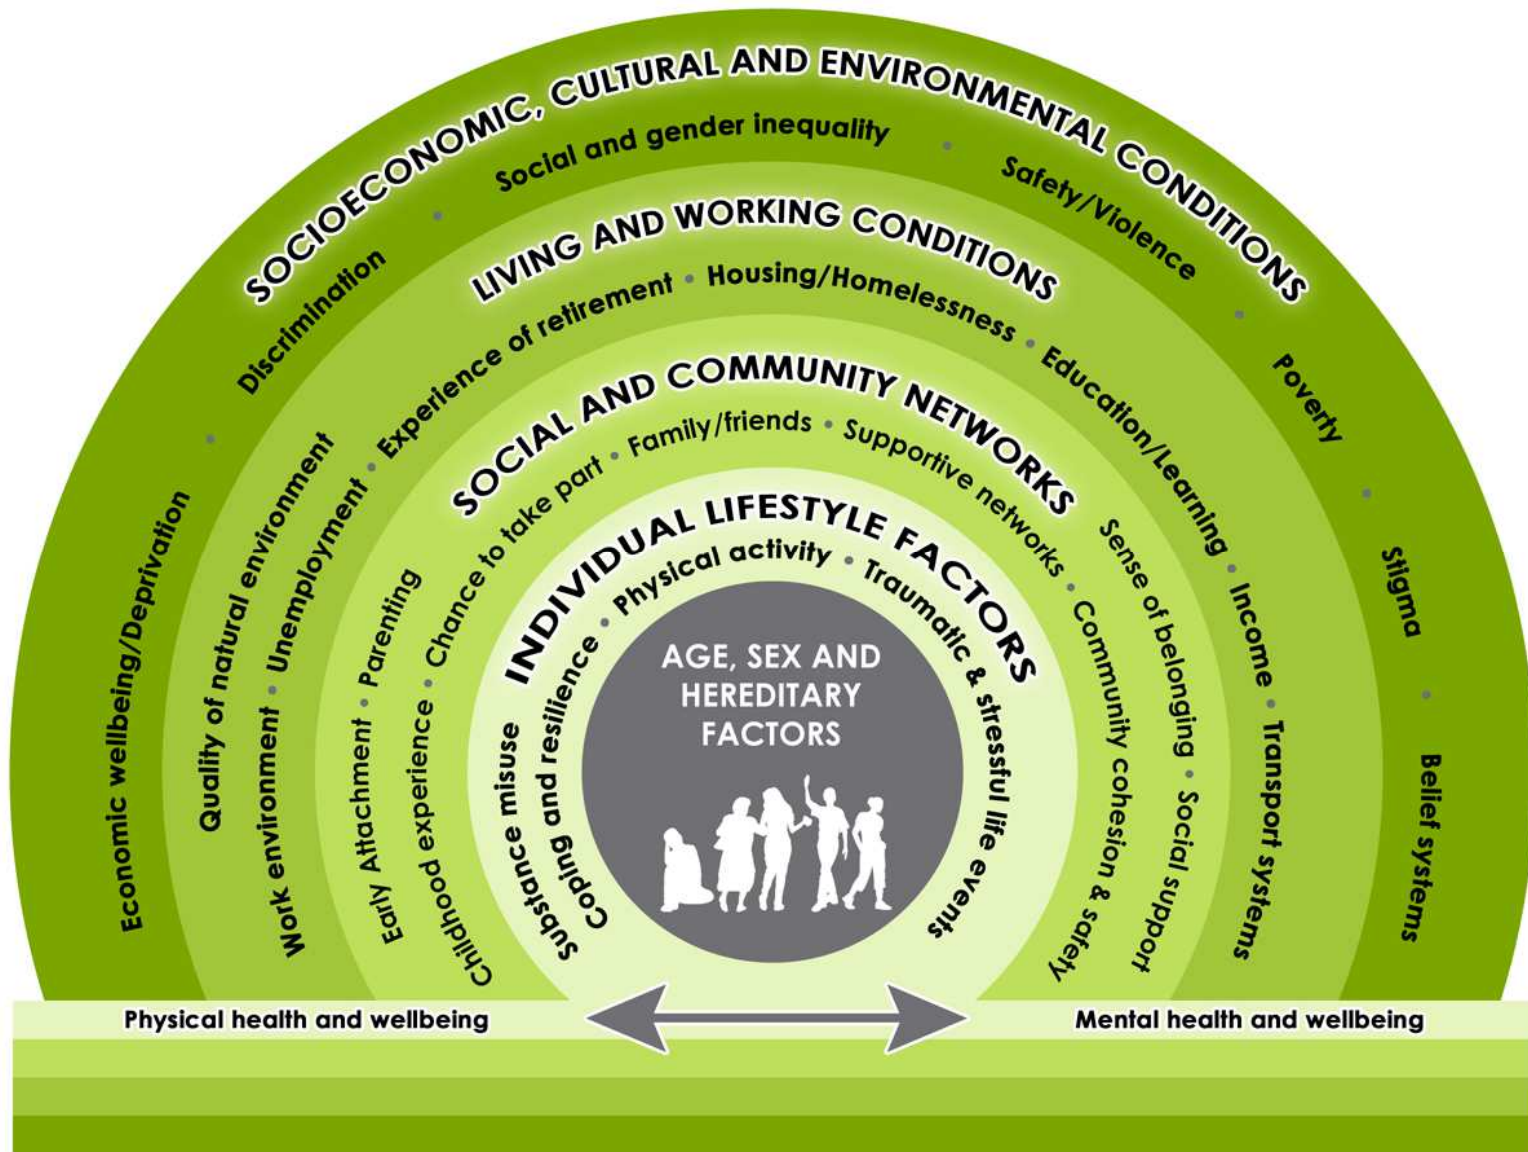 SOCIOECONOMIC, CULTURAL AND ENVIRONMENTAL CONDITIONS
Economic wellbeing/Deprivation • Discrimination • Social and gender inequality • Safety/Violence • Poverty • Stigma • Belief systems
LIVING AND WORKING CONDITIONS
Quality of natural environment
Work environment • Unemployment • Experience of retirement • Housing/Homelessness • Education/Learning • Income • Transport systems
SOCIAL AND COMMUNITY NETWORKS
Early Attachment • Parenting
Childhood experience • Chance to take part • Family/friends • Supportive networks • Community cohesion & safety
Sense of belonging • Social support
INDIVIDUAL LIFESTYLE FACTORS
Substance misuse
Coping and resilience • Physical activity • Traumatic & stressful life events
AGE, SEX AND
HEREDITARY
FACTORS
Physical health and wellbeing
Mental health and wellbeing